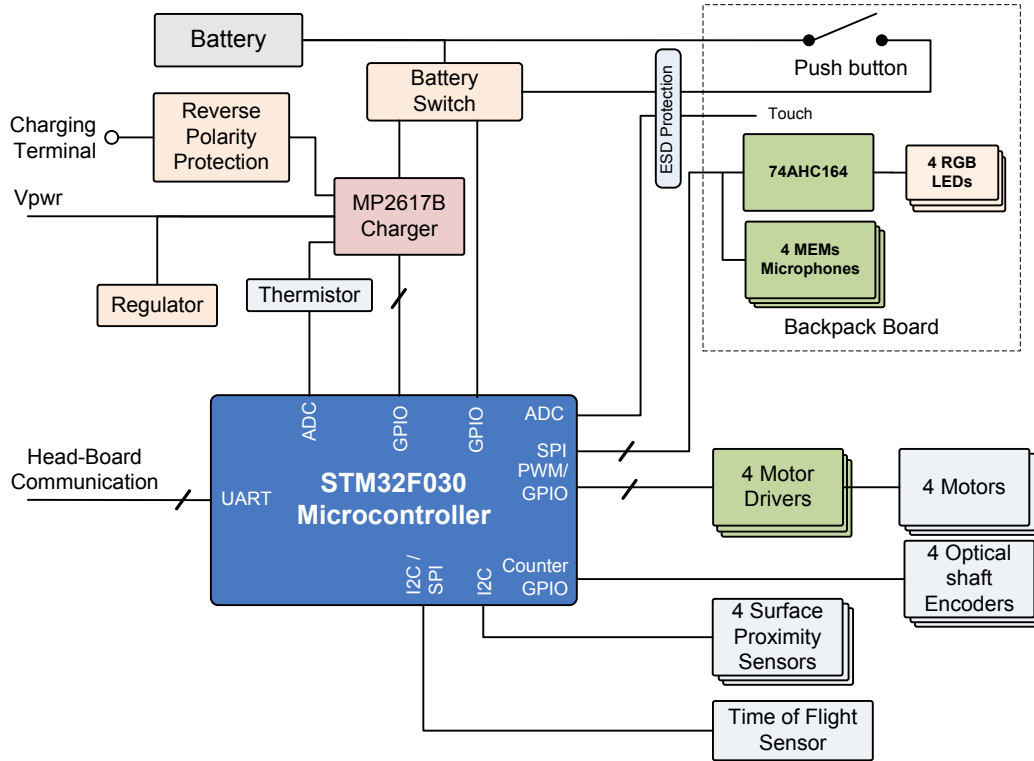 Battery
Push button
Battery
Switch
ESD Protection
Touch
Charging
Terminal
Reverse
Polarity
Protection
74AHC164
4 RGB
LEDs
Vpwr
MP2617B
Charger
4 MEMs
Microphones
Regulator
Thermistor
Backpack Board
ADC
GPIO
GPIO
ADC
SPI
PWM/
GPIO
Head-Board
Communication
UART
STM32F030
Microcontroller
4 Motor
Drivers
4 Motors
I2C /
SPI
I2C
Counter
GPIO
4 Optical
shaft
Encoders
4 Surface
Proximity
Sensors
Time of Flight
Sensor